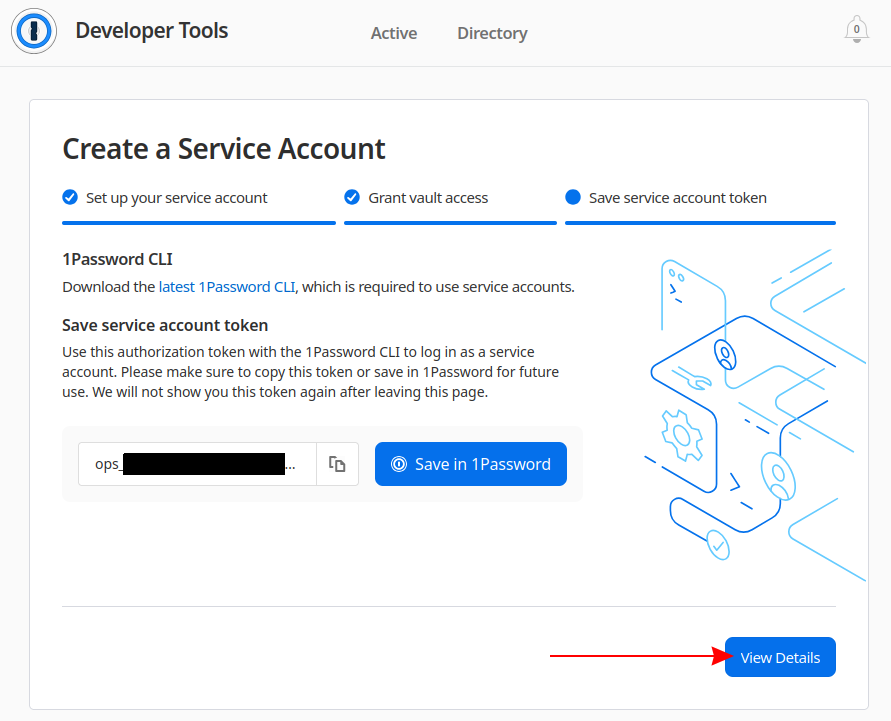 Developer Tools
Active
Directory
0
Create a Service Account
Set up your service account
Grant vault access
Save service account token
1Password CLI
Download the latest 1Password CLI, which is required to use service accounts.
Save service account token
Use this authorization token with the 1Password CLI to log in as a service
account. Please make sure to copy this token or save in 1Password for future
use. We will not show you this token again after leaving this page.
ops_...
Save in 1Password
View Details